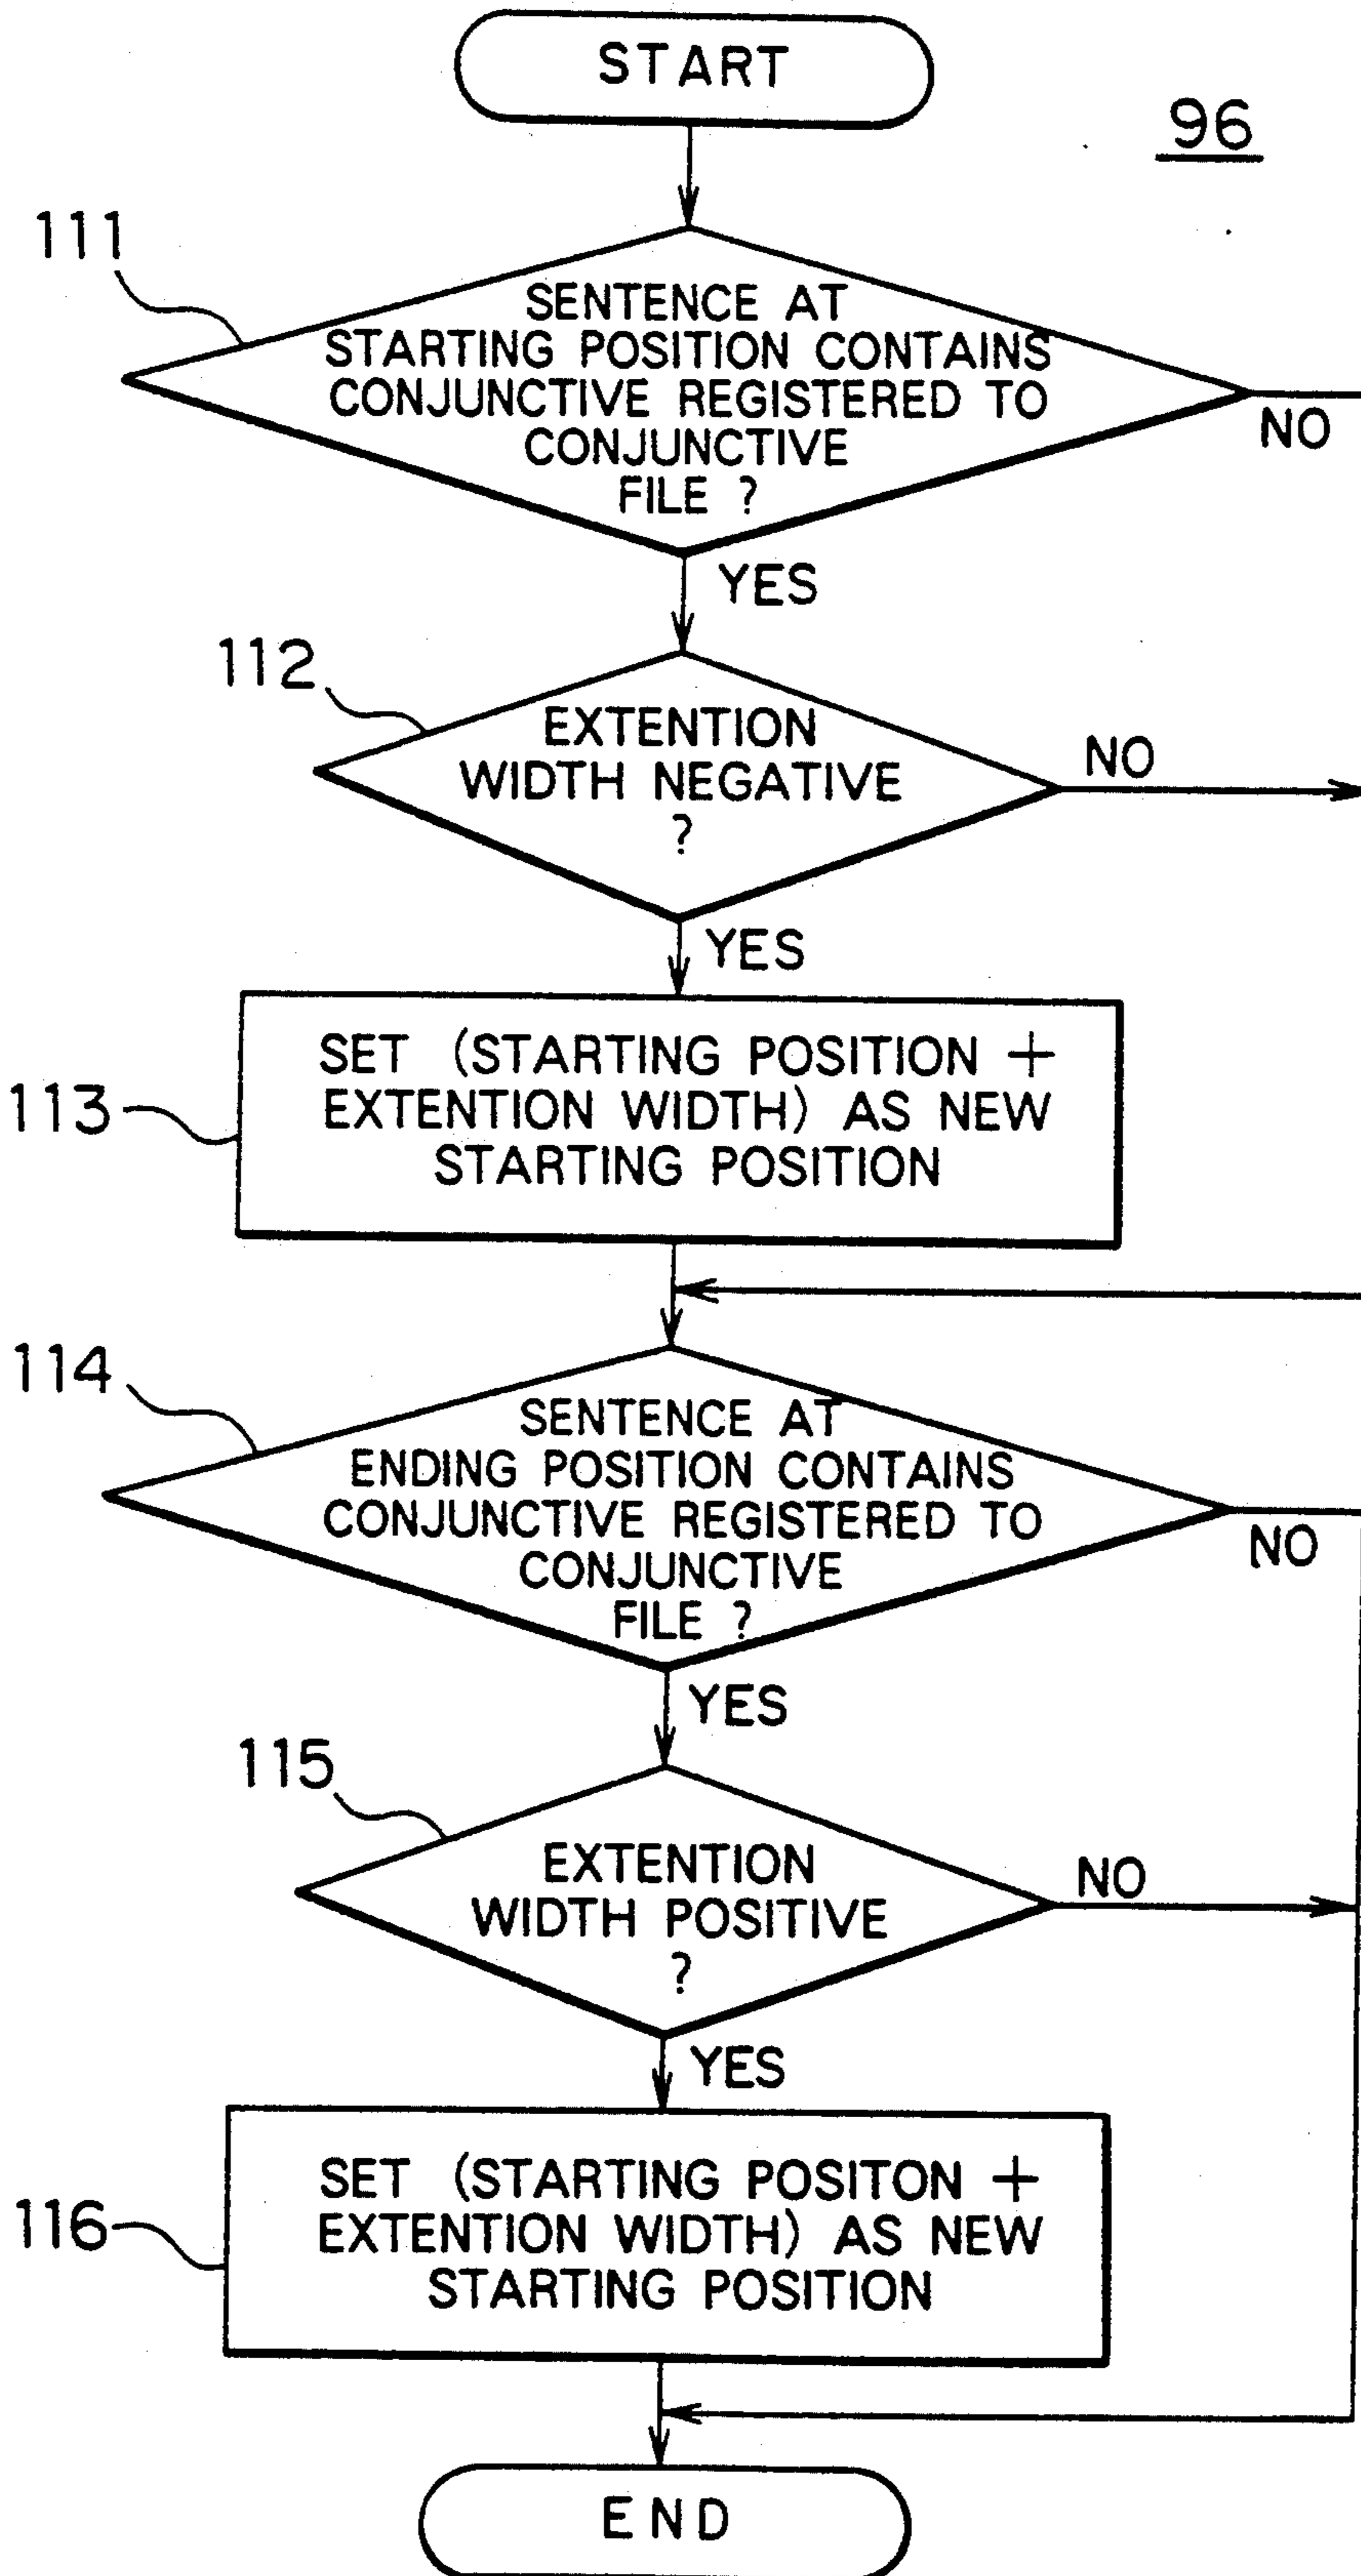 START
96
111
SENTENCE AT
STARTING POSITION CONTAINS
CONJUNCTIVE REGISTERED TO
CONJUNCTIVE
FILE ?
NO
YES
112
EXTENTION
WIDTH NEGATIVE
?
NO
YES
113
SET (STARTING POSITION +
EXTENTION WIDTH) AS NEW
STARTING POSITION
114
SENTENCE AT
ENDING POSITION CONTAINS
CONJUNCTIVE REGISTERED TO
CONJUNCTIVE
FILE ?
NO
YES
115
EXTENTION
WIDTH POSITIVE
?
NO
YES
116
SET (STARTING POSITON +
EXTENTION WIDTH) AS NEW
STARTING POSITION
END